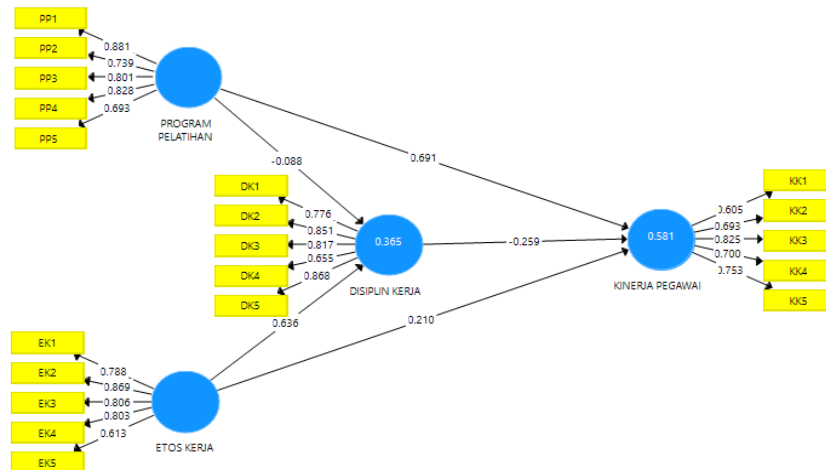 PP1
PP2
PP3
PP4
PP5
0.881
0.739
0.801
0.828
0.693
PROGRAM
PELATIHAN
-0.088
0.691
DK1
DK2
DK3
DK4
DK5
0.776
0.851
0.817
0.655
0.868
0.365
DISIPLIN KERJA
-0.259
0.581
KINERJA PEGAWAI
0.605
0.693
0.825
0.700
0.753
KK1
KK2
KK3
KK4
KK5
0.636
0.210
EK1
EK2
EK3
EK4
EK5
0.788
0.869
0.806
0.803
0.613
ETOS KERJA